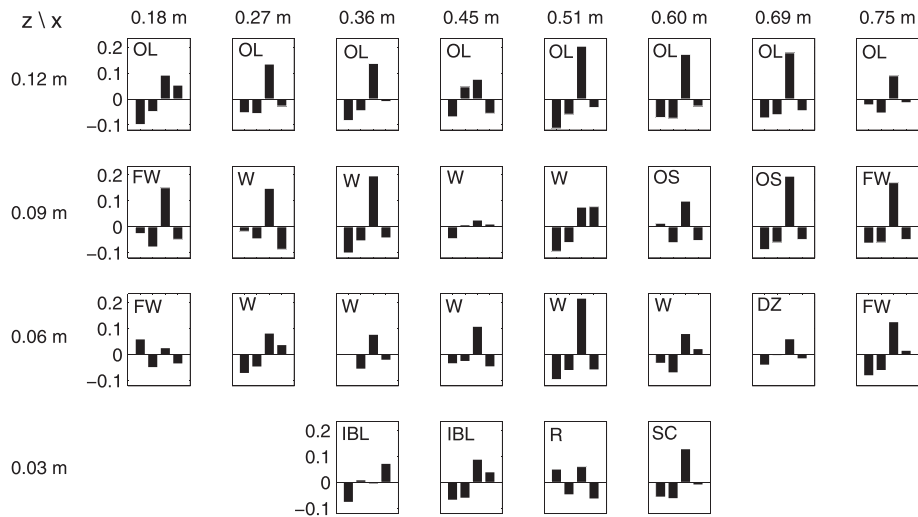 z \ x 0.18 m 0.27 m 0.36 m 0.45 m 0.51 m 0.60 m 0.69 m 0.75 m
0.2 OL OL OL OL OL OL OL OL
0.12 m 0.1
0
−0.1
0.2 FW W W W W OS OS FW
0.09 m 0.1
0
−0.1
0.2 FW W W W W W DZ FW
0.06 m 0.1
0
−0.1
0.2 IBL IBL R SC
0.03 m 0.1
0
−0.1